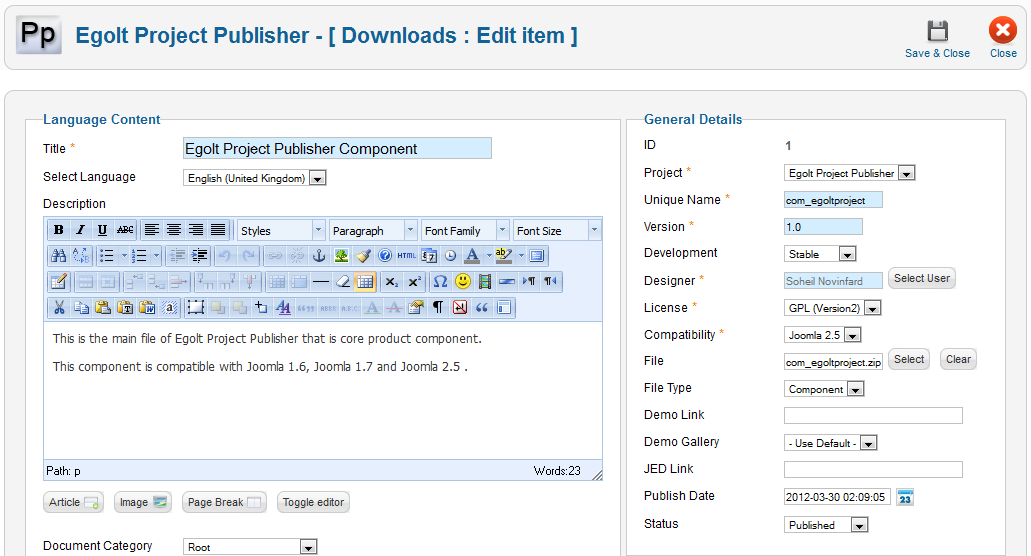 Pp Egolt Project Publisher - [ Downloads : Edit item ]
Save & Close Close
Language Content
Title *
Egolt Project Publisher Component
Select Language
English (United Kingdom)
Description
B I U ABC Styles Paragraph Font Family Font Size
HTML
Ω
This is the main file of Egolt Project Publisher that is core product component.
This component is compatible with Joomla 1.6, Joomla 1.7 and Joomla 2.5 .
Path: p Words:23
Article Image Page Break Toggle editor
Document Category Root
General Details
ID 1
Project * Egolt Project Publisher
Unique Name * com_egoltproject
Version * 1.0
Development Stable
Designer * Soheil Novinfard Select User
License * GPL (Version2)
Compatibility * Joomla 2.5
File com_egoltproject.zip Select Clear
File Type Component
Demo Link
Demo Gallery - Use Default -
JED Link
Publish Date 2012-03-30 02:09:05 23
Status Published